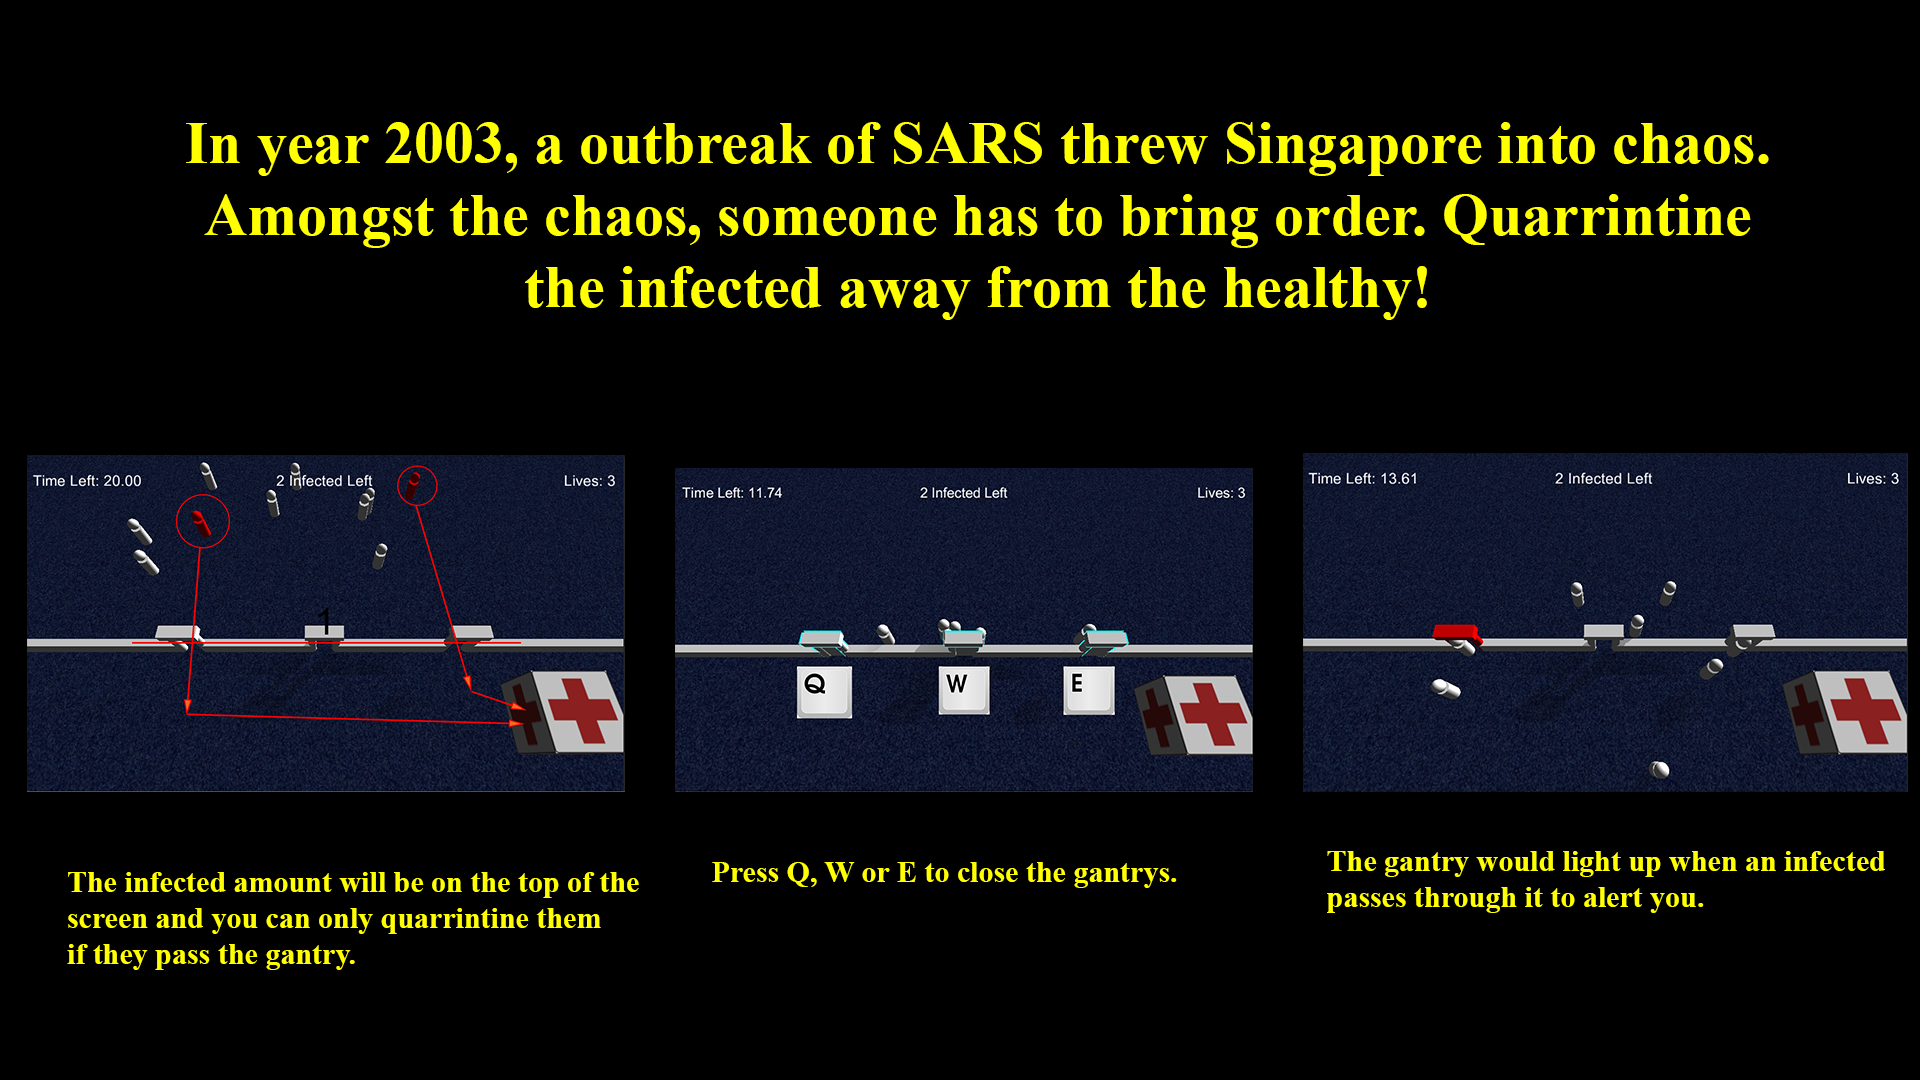 In year 2003, a outbreak of SARS threw Singapore into chaos.
Amongst the chaos, someone has to bring order. Quarrintine
the infected away from the healthy!
Time Left: 20.00
2 Infected Left
Lives: 3
1
Time Left: 11.74
2 Infected Left
Lives: 3
Q
W
E
Time Left: 13.61
2 Infected Left
Lives: 3
The infected amount will be on the top of the
screen and you can only quarrintine them
if they pass the gantry.
Press Q, W or E to close the gantrys.
The gantry would light up when an infected
passes through it to alert you.